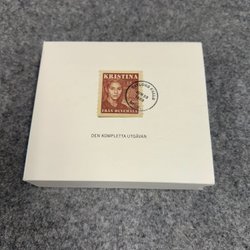 KRISTINA
FRÅN DUVEMÅLA
DEN KOMPLETTA UTGÅVAN